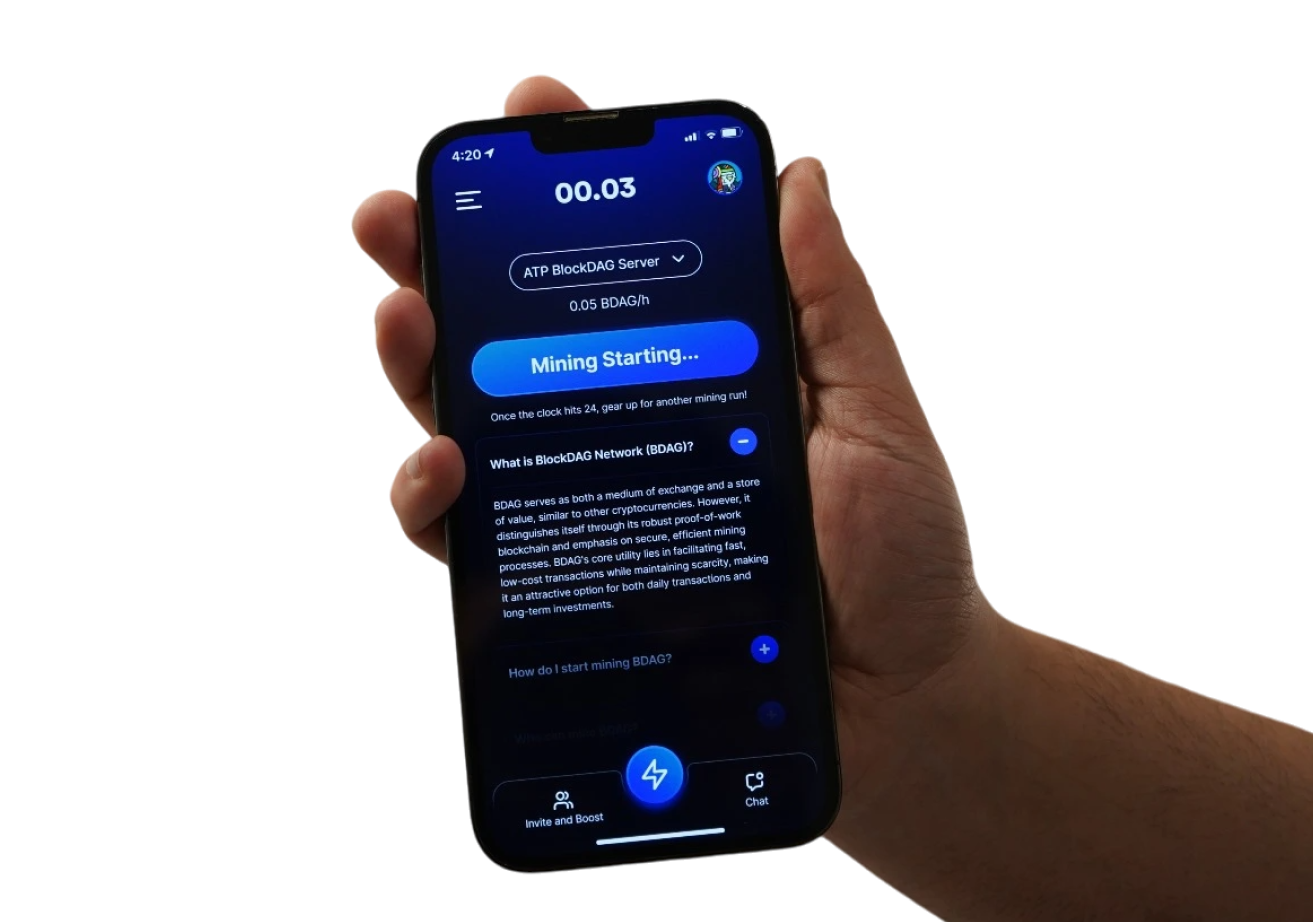 4:20
00.03
ATP BlockDAG Server
0.05 BDAG/h
Mining Starting...
Once the clock hits 24, gear up for another mining run!
What is BlockDAG Network (BDAG)?
BDAG serves as both a medium of exchange and a store
of value, similar to other cryptocurrencies. However, it
distinguishes itself through its robust proof-of-work
blockchain and emphasis on secure, efficient mining
processes. BDAG's core utility lies in facilitating fast,
low-cost transactions while maintaining scarcity, making
it an attractive option for both daily transactions and
long-term investments.
How do I start mining BDAG?
Invite and Boost
Chat